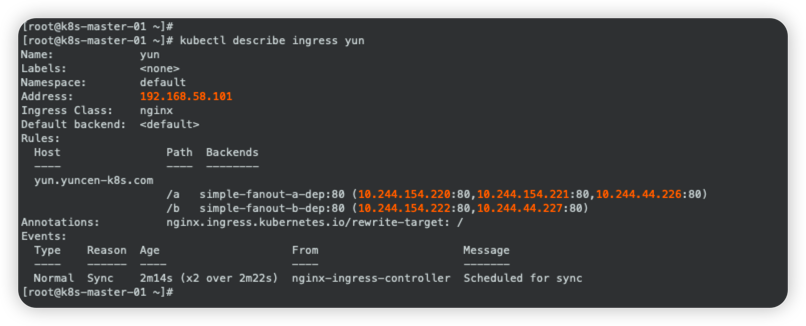 [root@k8s-master-01 ~]#
[root@k8s-master-01 ~]# kubectl describe ingress yun
Name:             yun
Labels:           <none>
Namespace:        default
Address:          192.168.58.101
Ingress Class:    nginx
Default backend:  <default>
Rules:
  Host                Path  Backends
  ----                ----  --------
  yun.yuncen-k8s.com
                      /a   simple-fanout-a-dep:80 (10.244.154.220:80,10.244.154.221:80,10.244.44.226:80)
                      /b   simple-fanout-b-dep:80 (10.244.154.222:80,10.244.44.227:80)
Annotations:          nginx.ingress.kubernetes.io/rewrite-target: /
Events:
  Type    Reason  Age                    From                      Message
  ----    ------  ----                   ----                      -------
  Normal  Sync    2m14s (x2 over 2m22s)  nginx-ingress-controller  Scheduled for sync
[root@k8s-master-01 ~]#